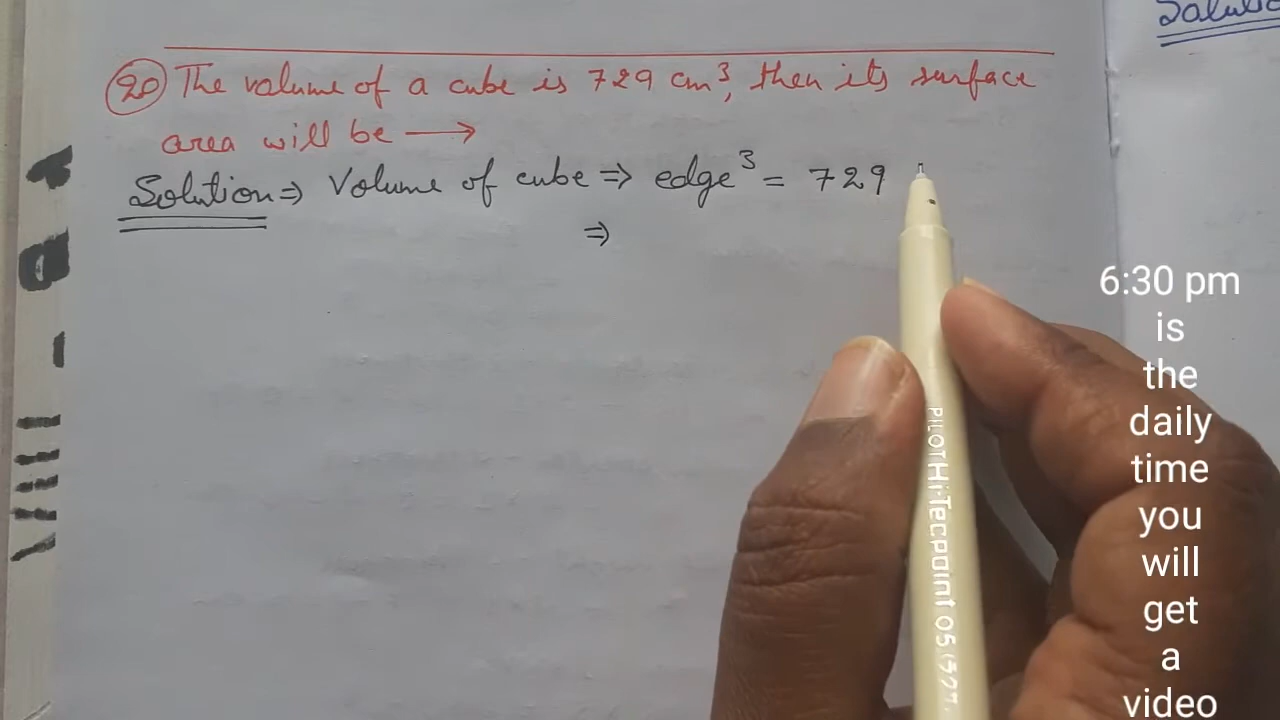 Solutio
20 The volume of a cube is 729 cm³, then its surface
area will be ⟶
Solution ⇒ Volume of cube ⇒ edge³ = 729
⇒
6:30 pm
is
the
daily
time
you
will
get
a
video
PILOT Hi-Tecpoint 05